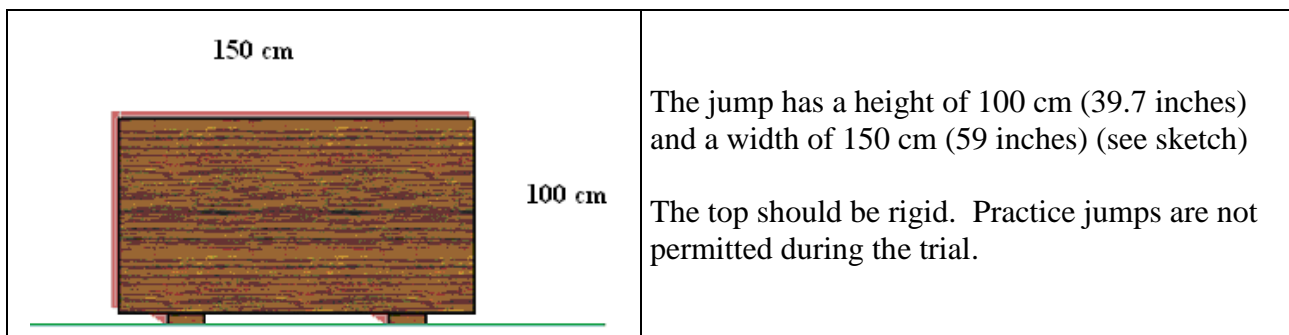 150 cm
100 cm
The jump has a height of 100 cm (39.7 inches)
and a width of 150 cm (59 inches) (see sketch)
The top should be rigid.  Practice jumps are not
permitted during the trial.